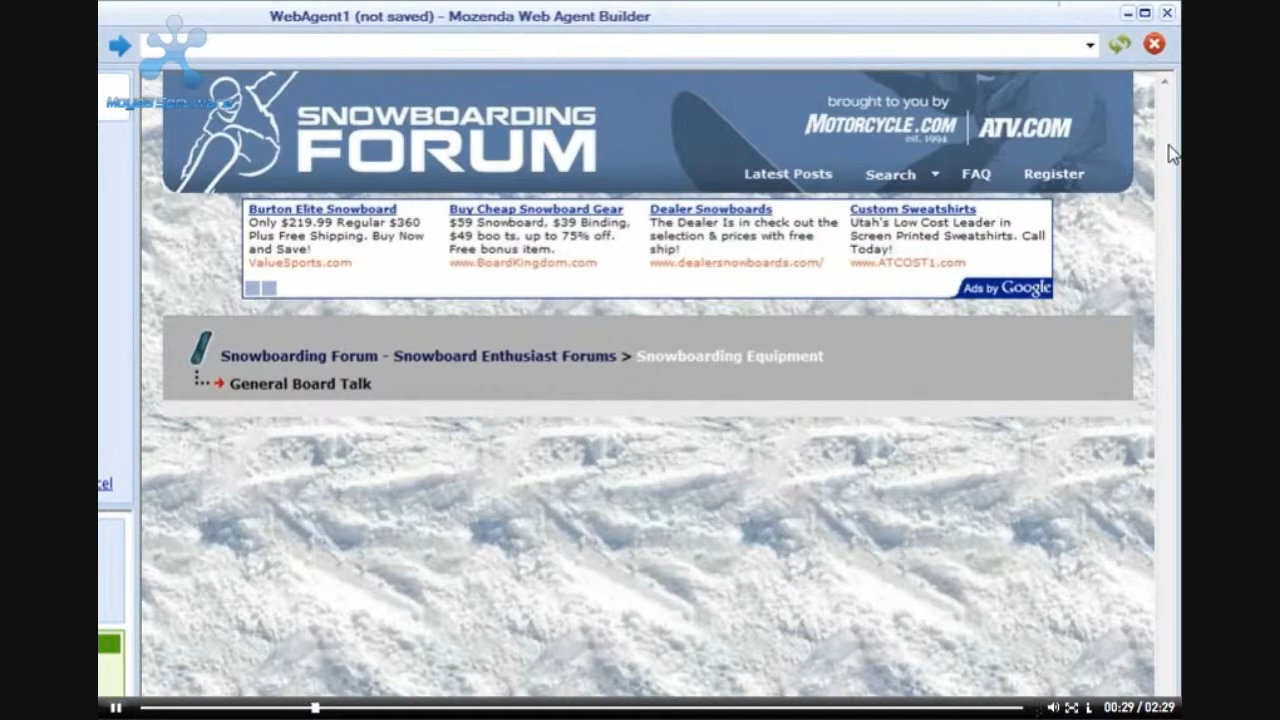 WebAgent1 (not saved) - Mozenda Web Agent Builder
SNOWBOARDING
FORUM
brought to you by
MOTORCYCLE.COM
est. 1994
ATV.COM
Latest Posts Search FAQ Register
Burton Elite Snowboard
Only $219.99 Regular $360
Plus Free Shipping. Buy Now
and Save!
ValueSports.com
Buy Cheap Snowboard Gear
$59 Snowboard, $39 Binding,
$49 boo ts, up to 75% off.
Free bonus item.
www.BoardKingdom.com
Dealer Snowboards
The Dealer Is in check out the
selection & prices with free
ship!
www.dealersnowboards.com/
Custom Sweatshirts
Utah's Low Cost Leader in
Screen Printed Sweatshirts. Call
Today!
www.ATCOST1.com
Ads by Google
Snowboarding Forum - Snowboard Enthusiast Forums > Snowboarding Equipment
General Board Talk
cel
00:29 / 02:29